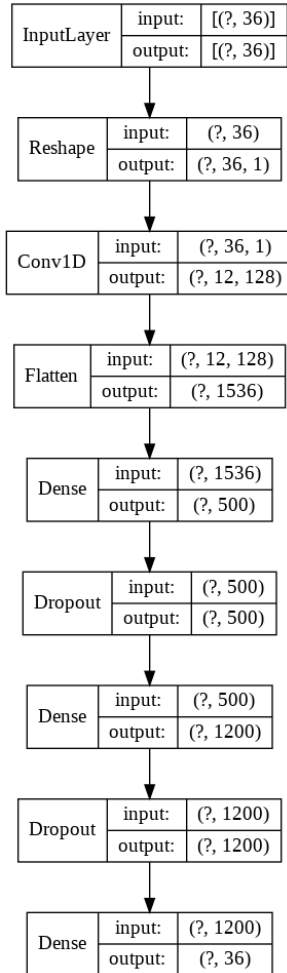 InputLayer
input: [(?, 36)]
output: [(?, 36)]
Reshape
input: (?, 36)
output: (?, 36, 1)
Conv1D
input: (?, 36, 1)
output: (?, 12, 128)
Flatten
input: (?, 12, 128)
output: (?, 1536)
Dense
input: (?, 1536)
output: (?, 500)
Dropout
input: (?, 500)
output: (?, 500)
Dense
input: (?, 500)
output: (?, 1200)
Dropout
input: (?, 1200)
output: (?, 1200)
Dense
input: (?, 1200)
output: (?, 36)